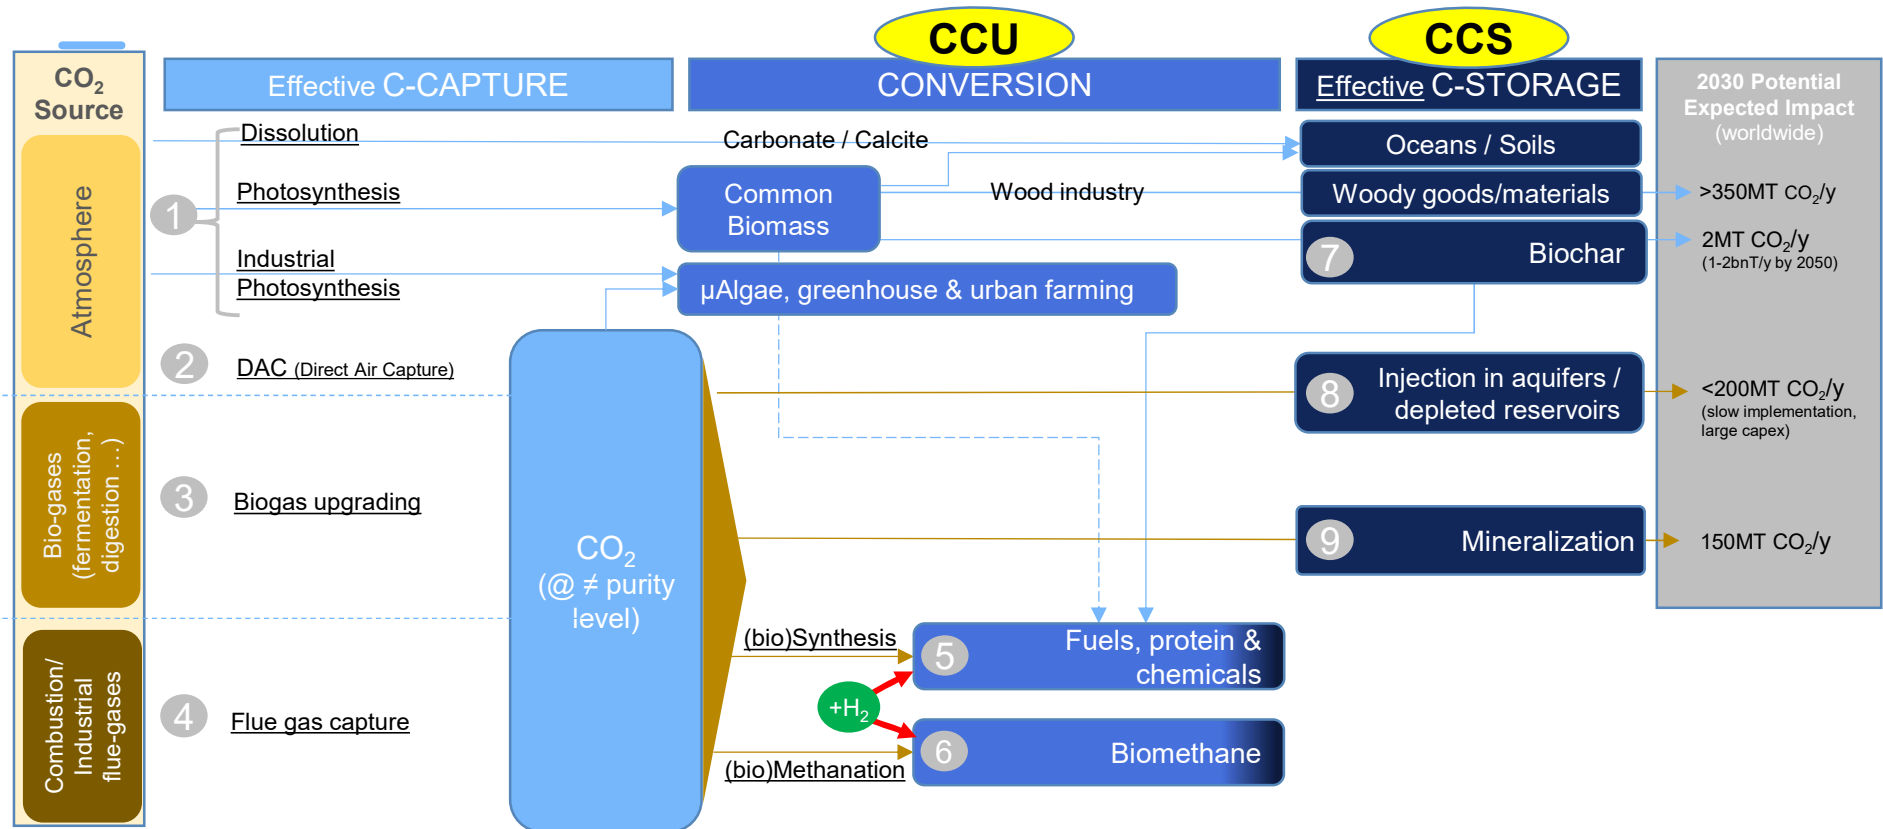 CCU
CCS
CO₂
Source
Effective C-CAPTURE
CONVERSION
Effective C-STORAGE
2030 Potential
Expected Impact
(worldwide)
Atmosphere
1
Dissolution
Carbonate / Calcite
Oceans / Soils
Photosynthesis
Common
Biomass
Wood industry
Woody goods/materials
>350MT CO₂/y
7
Biochar
2MT CO₂/y
(1-2bnT/y by 2050)
Industrial
Photosynthesis
µAlgae, greenhouse & urban farming
2
DAC (Direct Air Capture)
8
Injection in aquifers /
depleted reservoirs
<200MT CO₂/y
(slow implementation,
large capex)
Bio-gases
(fermentation,
digestion …)
3
Biogas upgrading
CO₂
(@ ≠ purity
level)
9
Mineralization
150MT CO₂/y
Combustion/
Industrial
flue-gases
4
Flue gas capture
(bio)Synthesis
5
Fuels, protein &
chemicals
+H₂
6
Biomethane
(bio)Methanation